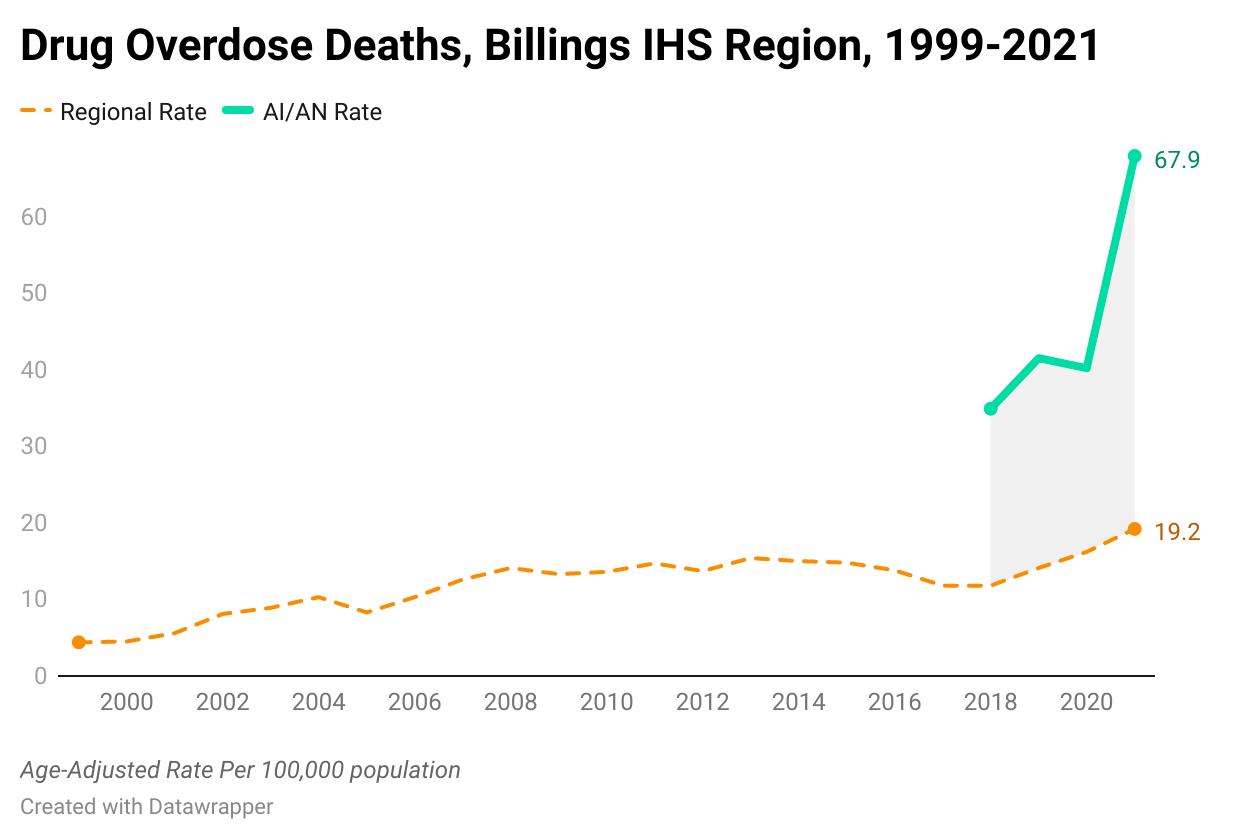 Drug Overdose Deaths, Billings IHS Region, 1999-2021
Regional Rate AI/AN Rate
67.9
60
50
40
30
20
19.2
10
0
2000 2002 2004 2006 2008 2010 2012 2014 2016 2018 2020
Age-Adjusted Rate Per 100,000 population
Created with Datawrapper